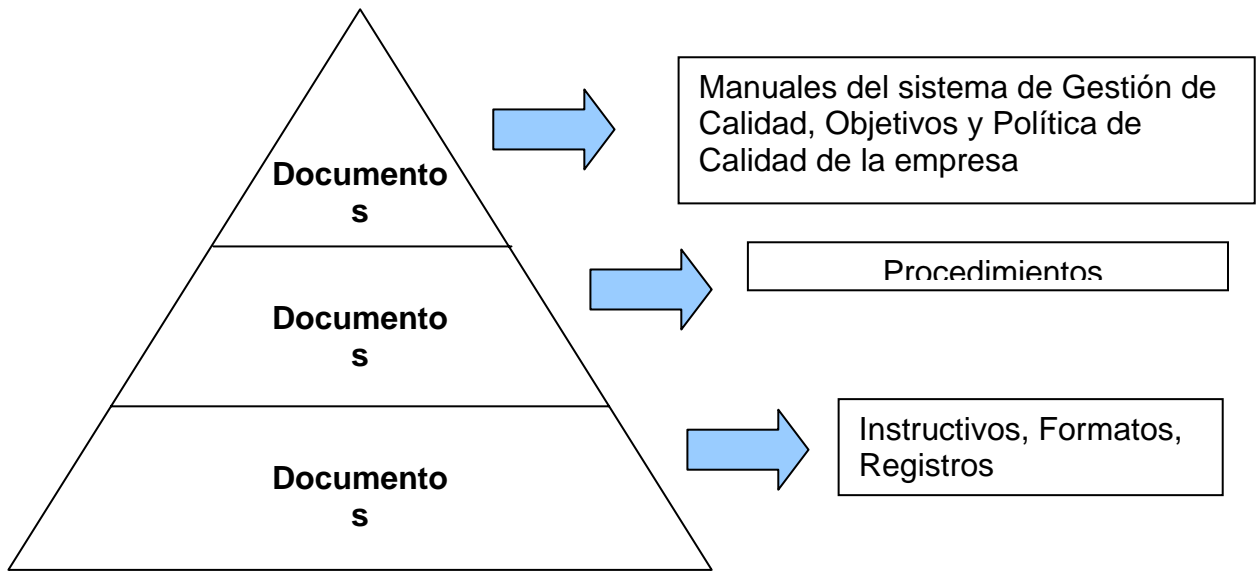 Manuales del sistema de Gestión de
Calidad, Objetivos y Política de
Calidad de la empresa
Documento
s
Procedimientos
Documento
s
Instructivos, Formatos,
Registros
Documento
s